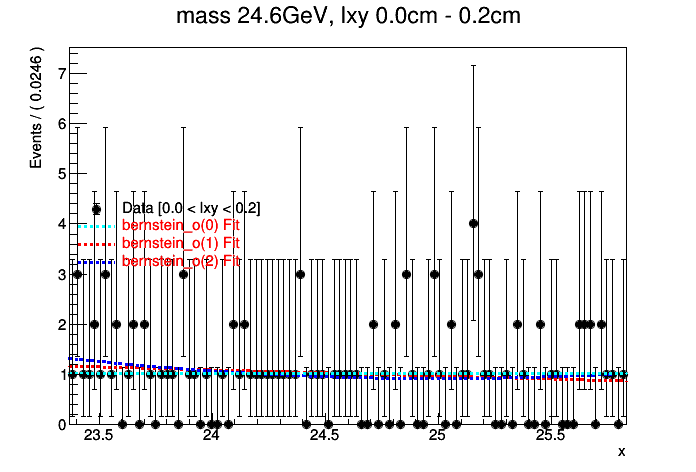 mass 24.6GeV, lxy 0.0cm - 0.2cm
Events / ( 0.0246 )
7
6
5
4
3
2
1
0
Data [0.0 < lxy < 0.2]
bernstein_o(0) Fit
bernstein_o(1) Fit
bernstein_o(2) Fit
23.5 24 24.5 25 25.5
x